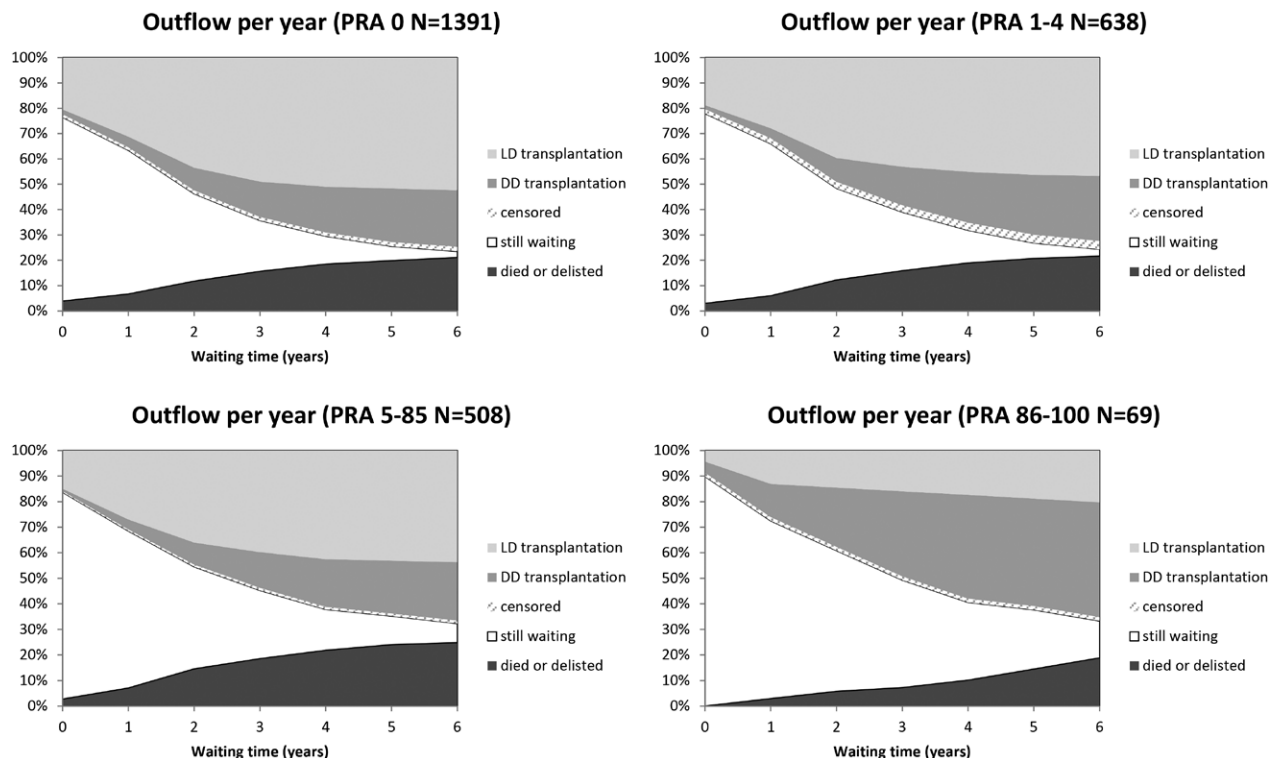 Outflow per year (PRA 0 N=1391)
100%
90%
80%
70%
60%
50%
40%
30%
20%
10%
0%
0 1 2 3 4 5 6
Waiting time (years)
LD transplantation
DD transplantation
censored
still waiting
died or delisted
Outflow per year (PRA 1-4 N=638)
100%
90%
80%
70%
60%
50%
40%
30%
20%
10%
0%
0 1 2 3 4 5 6
Waiting time (years)
LD transplantation
DD transplantation
censored
still waiting
died or delisted
Outflow per year (PRA 5-85 N=508)
100%
90%
80%
70%
60%
50%
40%
30%
20%
10%
0%
0 1 2 3 4 5 6
Waiting time (years)
LD transplantation
DD transplantation
censored
still waiting
died or delisted
Outflow per year (PRA 86-100 N=69)
100%
90%
80%
70%
60%
50%
40%
30%
20%
10%
0%
0 1 2 3 4 5 6
Waiting time (years)
LD transplantation
DD transplantation
censored
still waiting
died or delisted